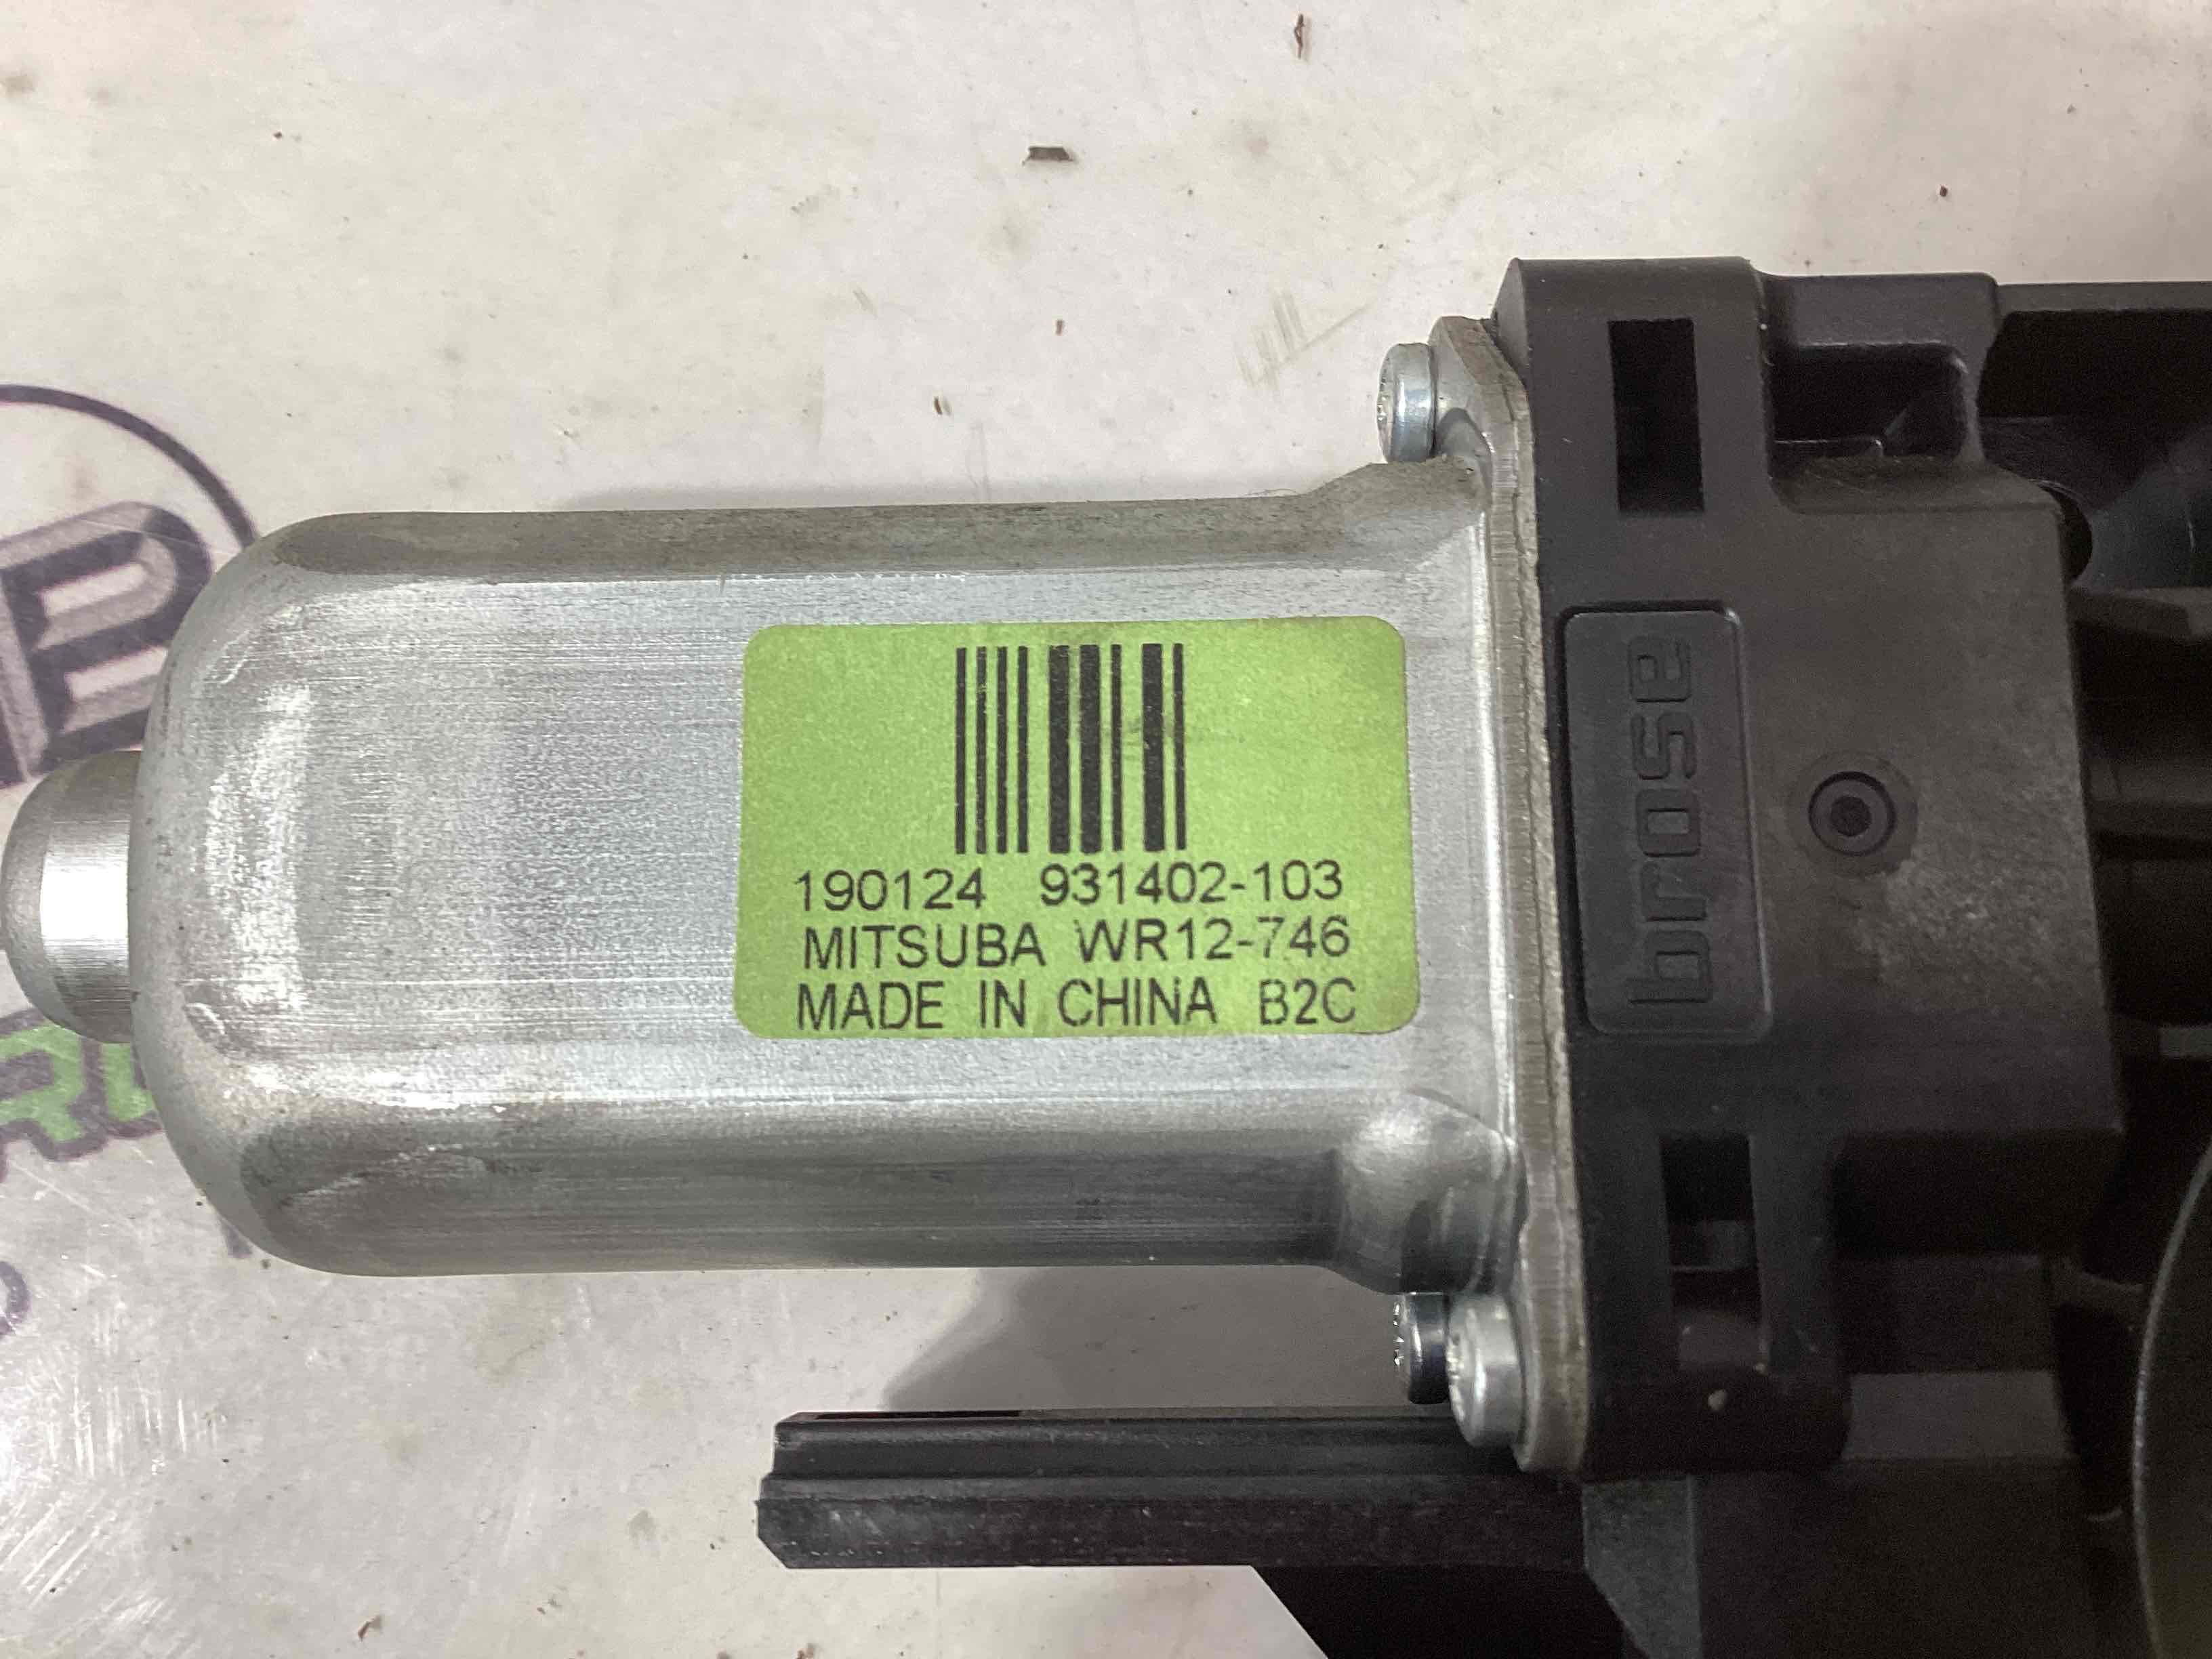 190124 931402-103
MITSUBA WR12-746
MADE IN CHINA B2C
brose